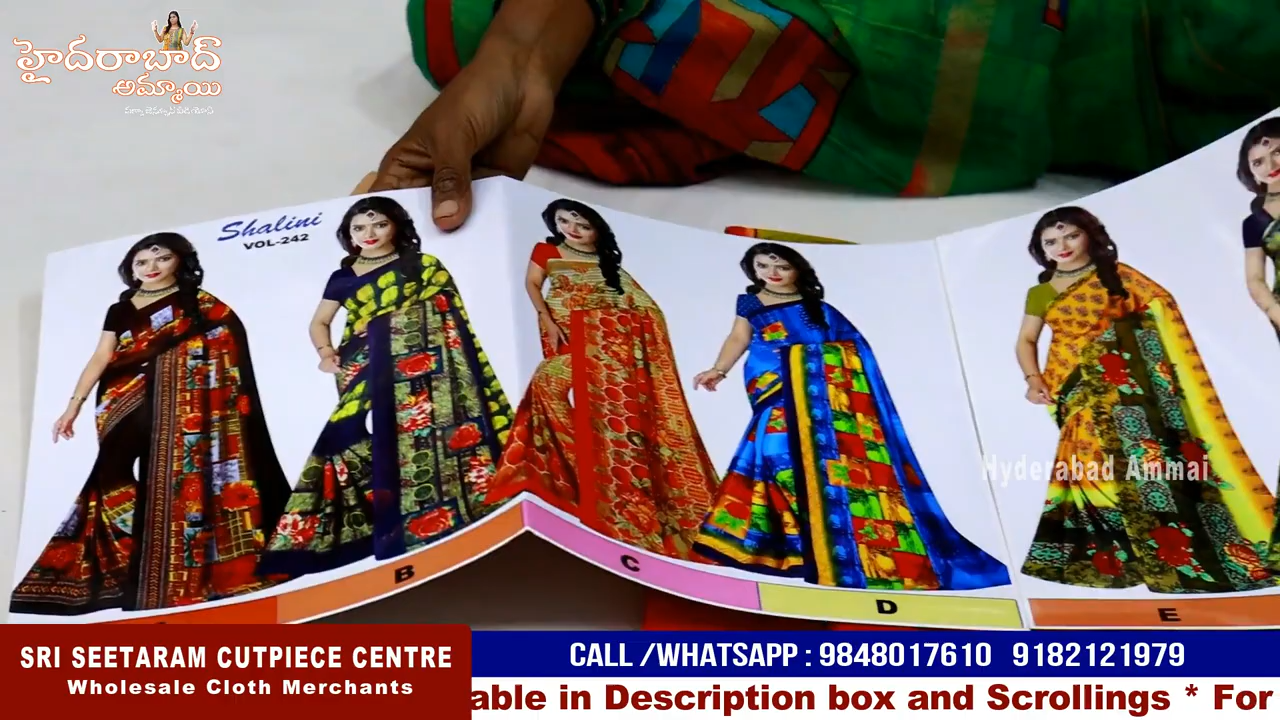 హైదరాబాద్
అమ్మాయి
Shalini
VOL-242
B
C
D
E
Hyderabad Ammai
SRI SEETARAM CUTPIECE CENTRE
Wholesale Cloth Merchants
CALL /WHATSAPP : 9848017610 9182121979
able in Description box and Scrollings * For